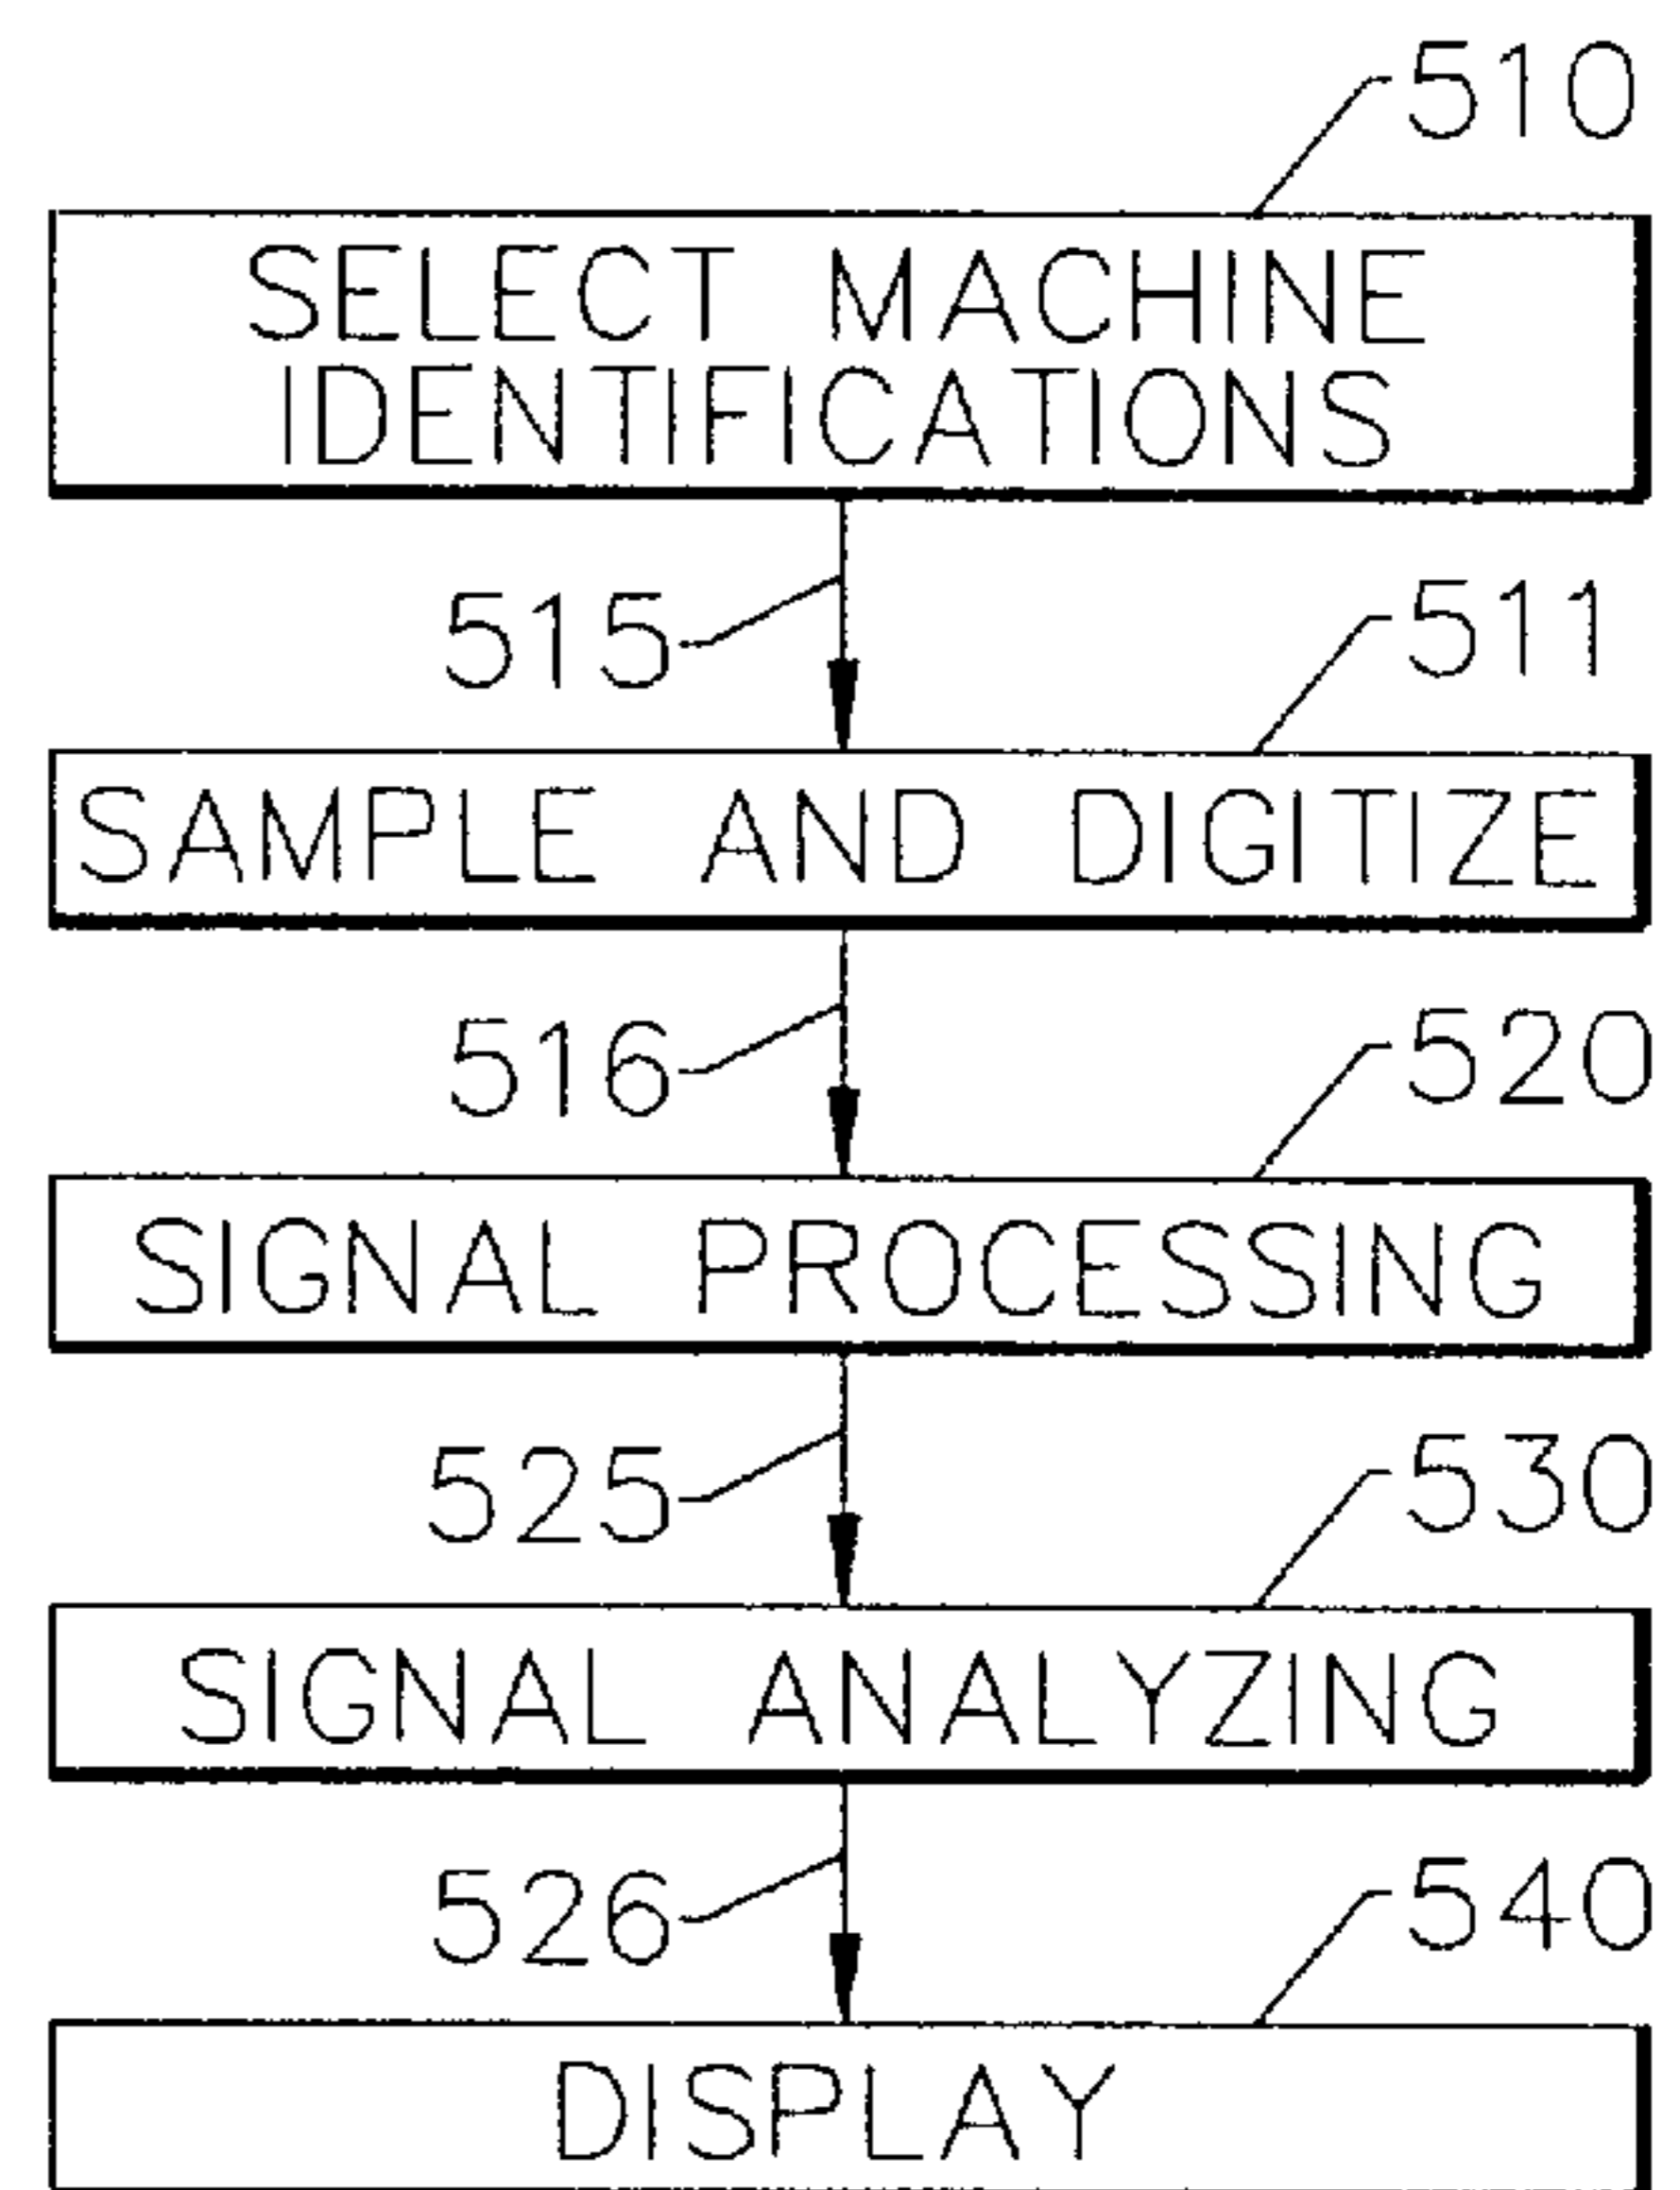 510
SELECT MACHINE
IDENTIFICATIONS
515
511
SAMPLE AND DIGITIZE
516
520
SIGNAL PROCESSING
525
530
SIGNAL ANALYZING
526
540
DISPLAY